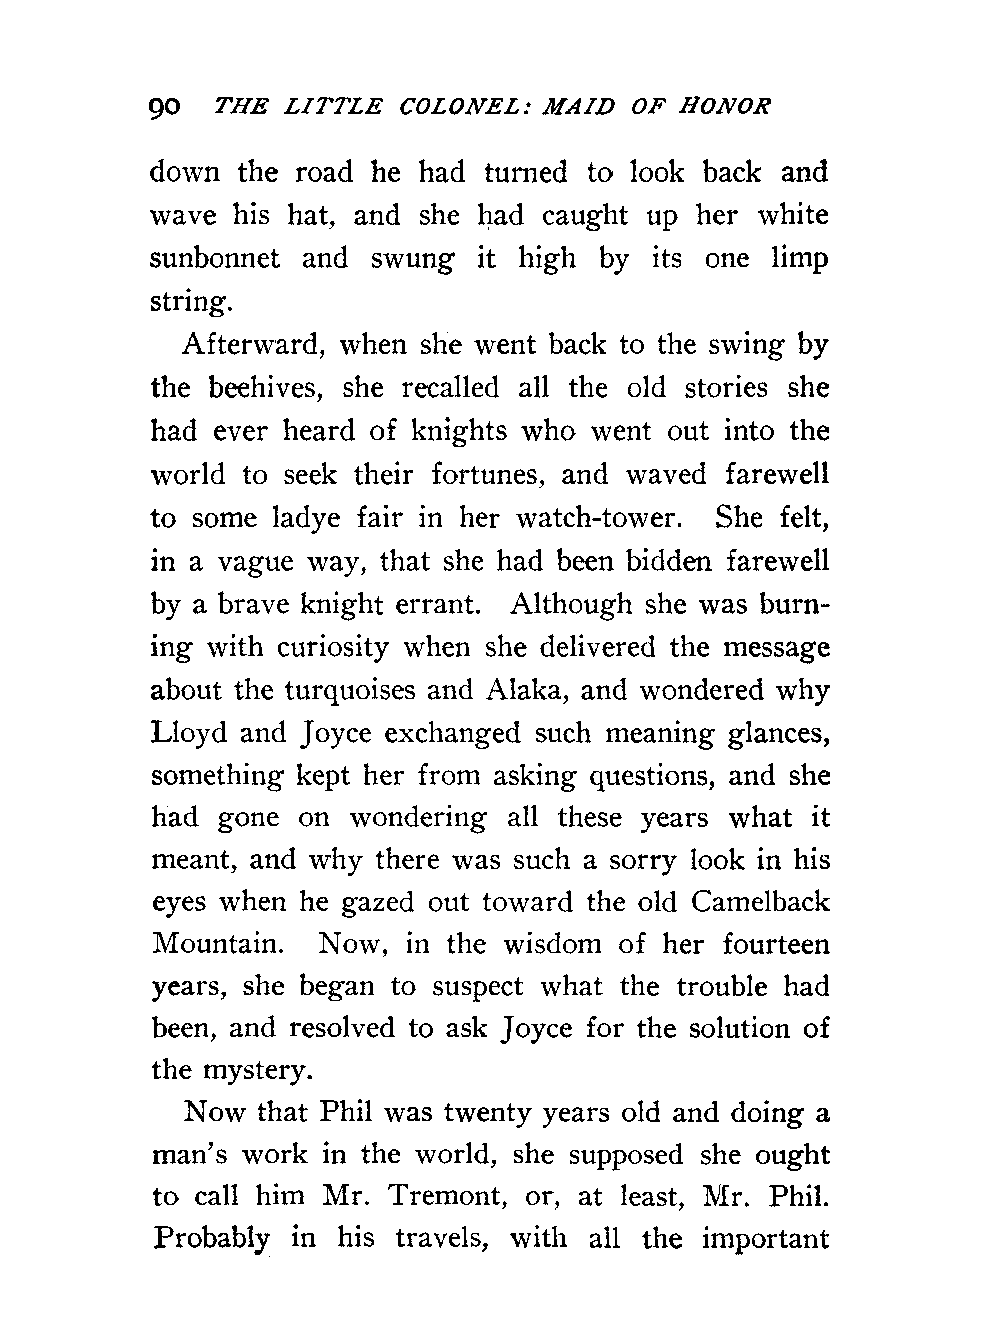 90 THE LITTLE COLONEL: MAID OF HONOR
down the road he had turned to look back and
wave his hat, and she had caught up her white
sunbonnet and swung it high by its one limp
string.
Afterward, when she went back to the swing by
the beehives, she recalled all the old stories she
had ever heard of knights who went out into the
world to seek their fortunes, and waved farewell
to some ladye fair in her watch-tower. She felt,
in a vague way, that she had been bidden farewell
by a brave knight errant. Although she was burn-
ing with curiosity when she delivered the message
about the turquoises and Alaka, and wondered why
Lloyd and Joyce exchanged such meaning glances,
something kept her from asking questions, and she
had gone on wondering all these years what it
meant, and why there was such a sorry look in his
eyes when he gazed out toward the old Camelback
Mountain. Now, in the wisdom of her fourteen
years, she began to suspect what the trouble had
been, and resolved to ask Joyce for the solution of
the mystery.
Now that Phil was twenty years old and doing a
man's work in the world, she supposed she ought
to call him Mr. Tremont, or, at least, Mr. Phil.
Probably in his travels, with all the important